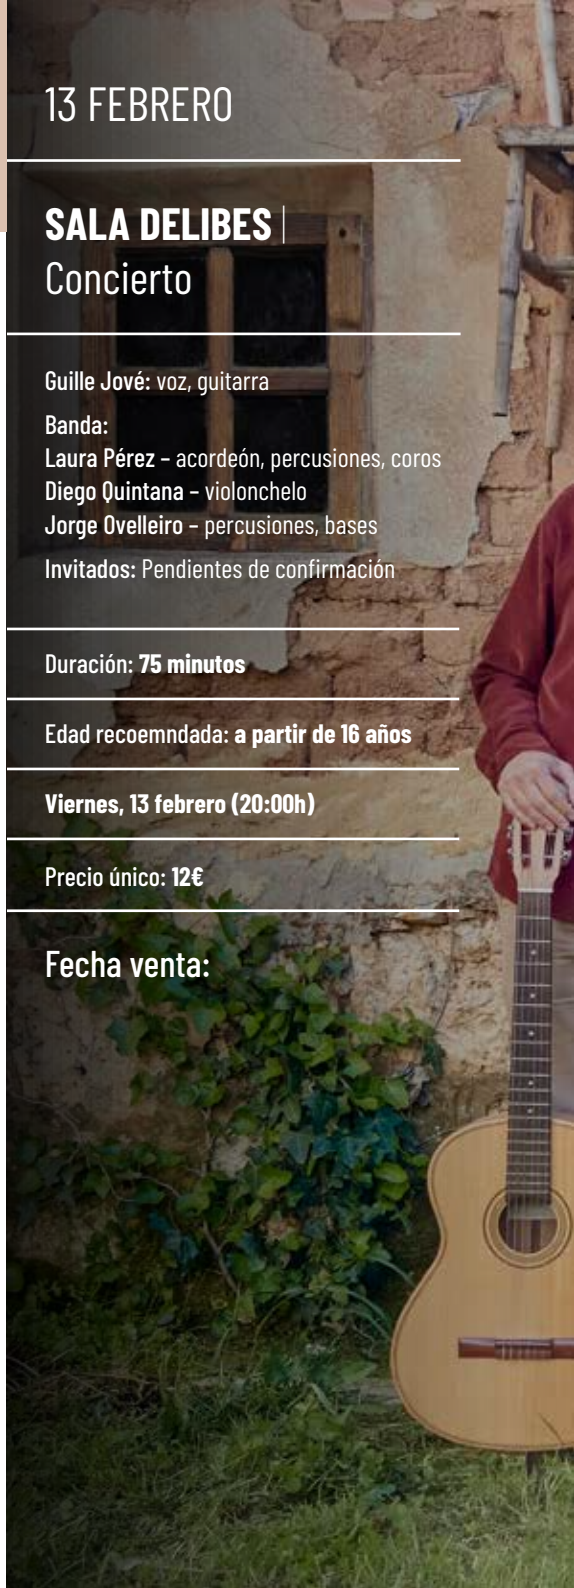 13 FEBRERO
SALA DELIBES |
Concierto
Guille Jové: voz, guitarra
Banda:
Laura Pérez – acordeón, percusiones, coros
Diego Quintana – violonchelo
Jorge Ovelleiro – percusiones, bases
Invitados: Pendientes de confirmación
Duración: 75 minutos
Edad recoemndada: a partir de 16 años
Viernes, 13 febrero (20:00h)
Precio único: 12€
Fecha venta: